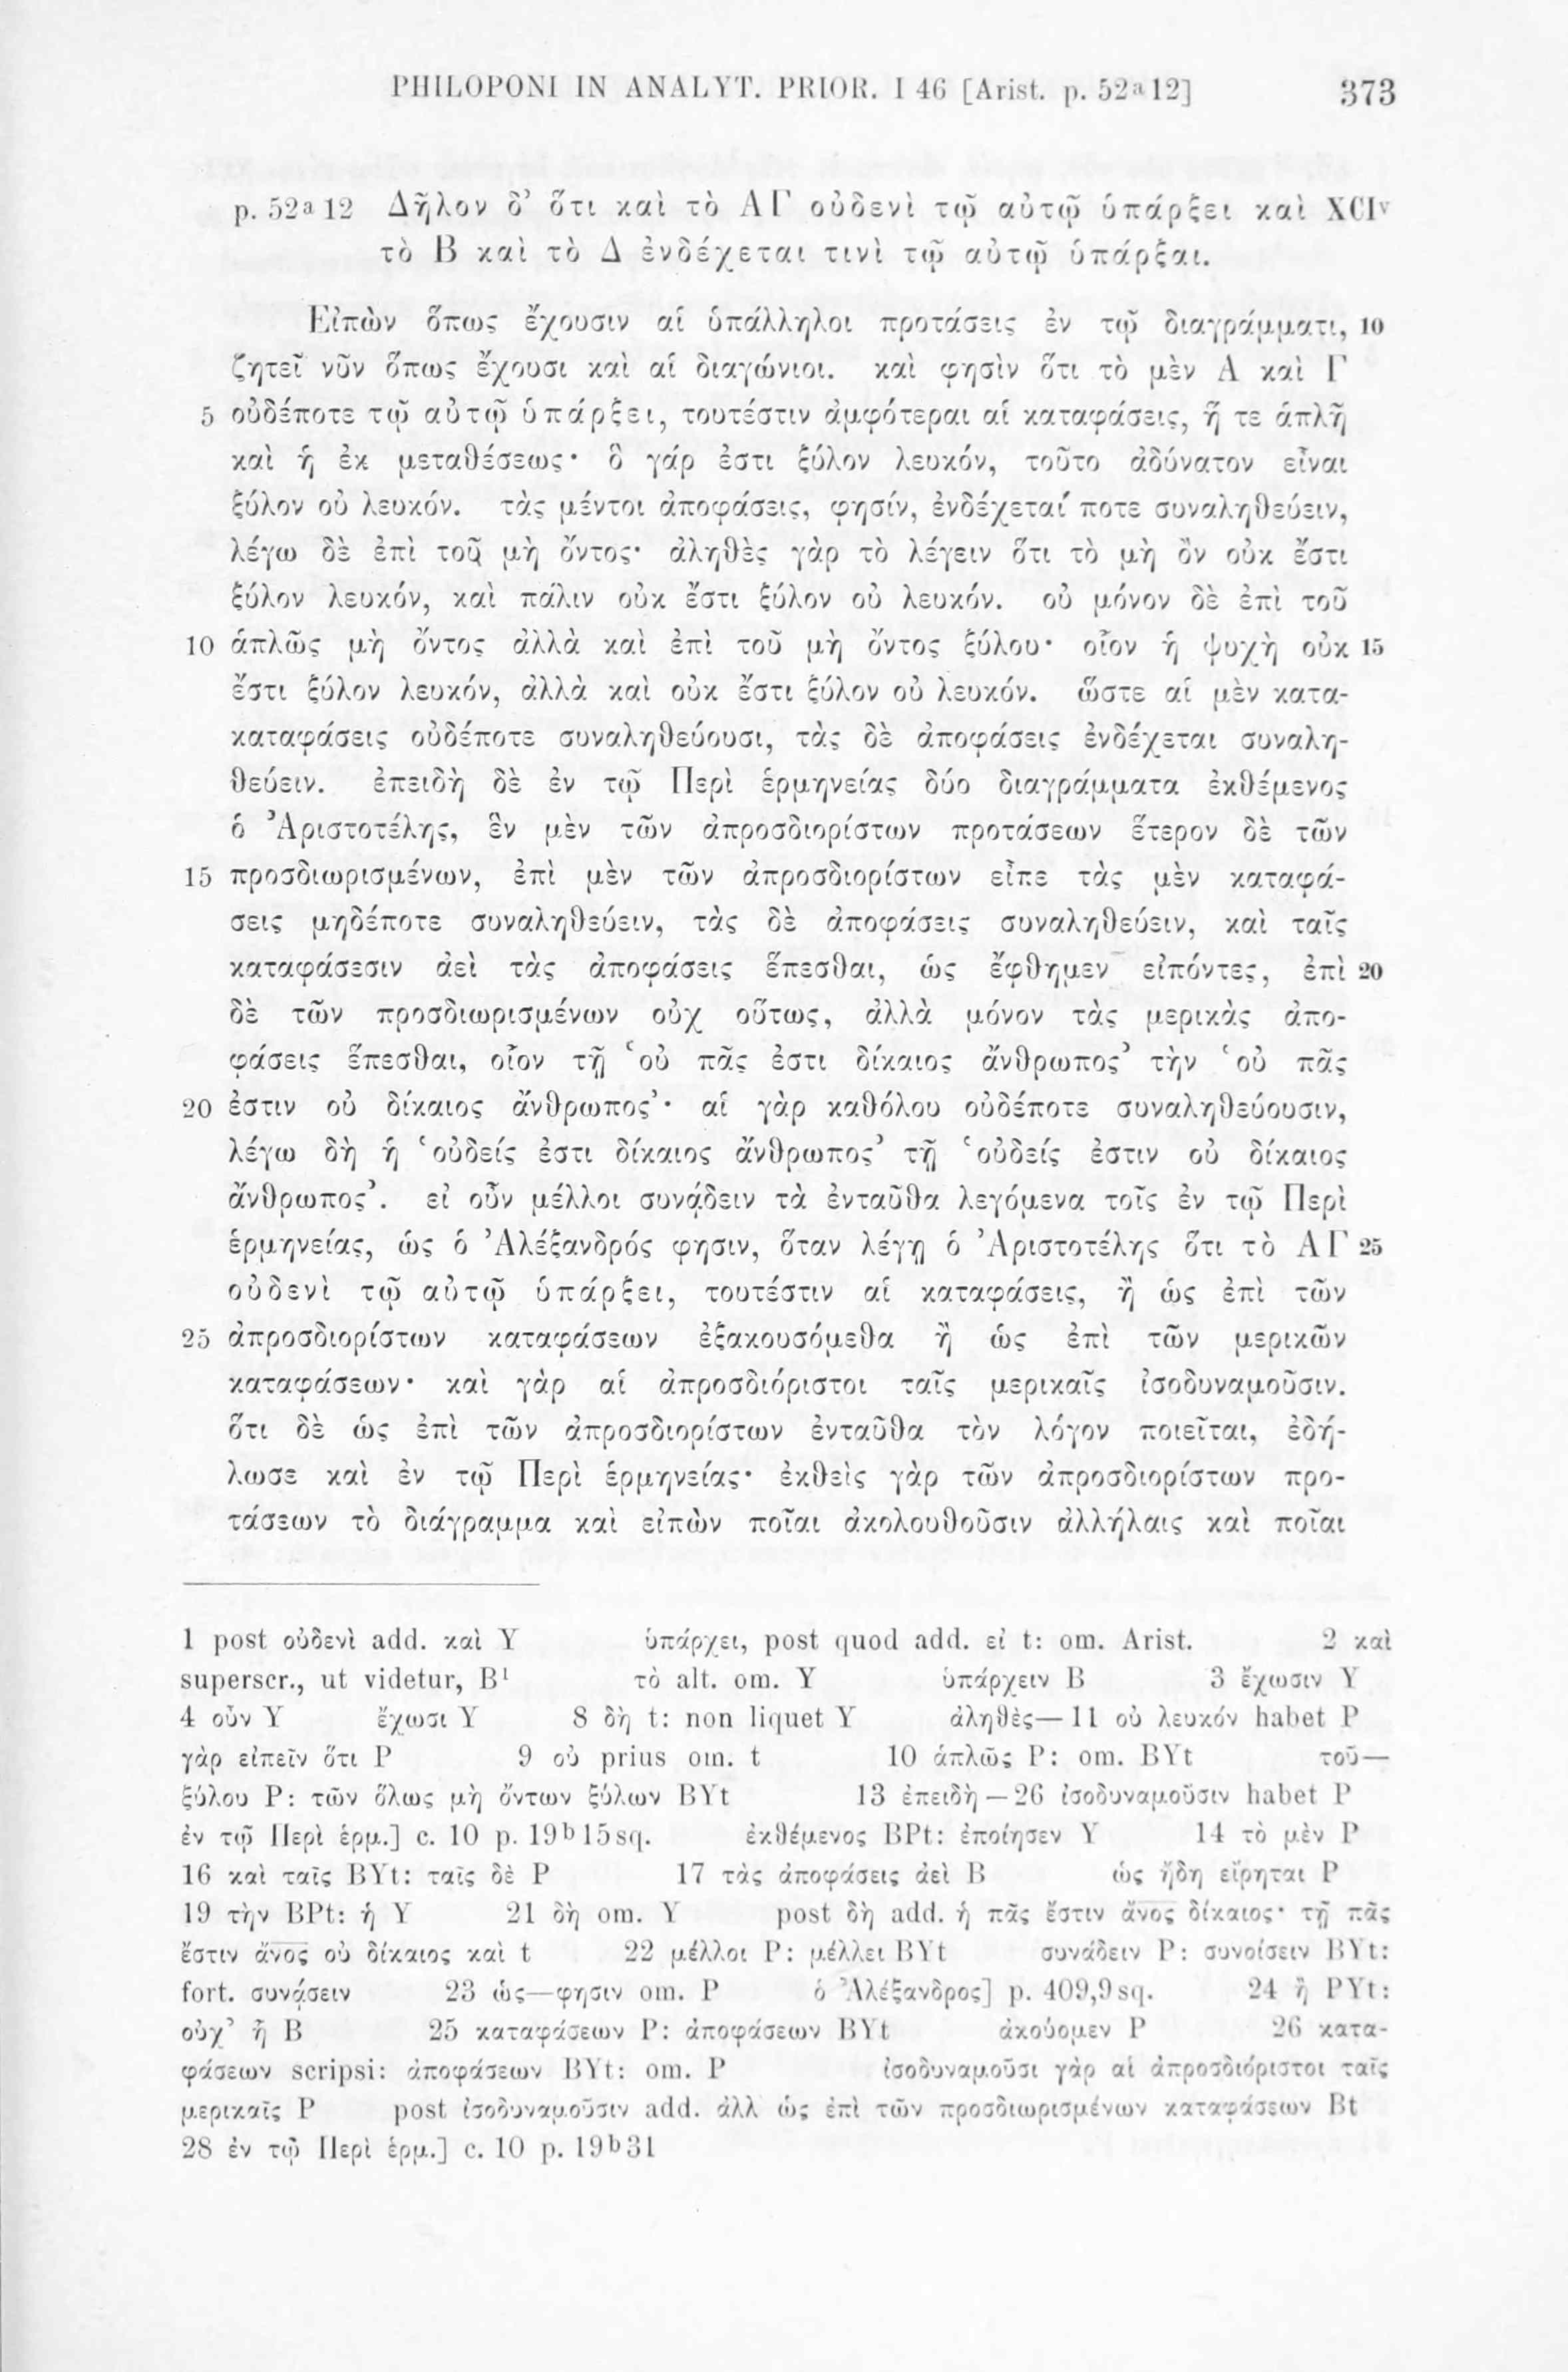 PHILOPONI IN ANALYT. PRIOR. I 46 [Arist. p. 52a12] 373
p. 52a12 Δῆλον δ’ ὅτι καὶ τὸ ΑΓ οὐδενὶ τῷ αὐτῷ ὑπάρξει καὶ XCIv
τὸ Β καὶ τὸ Δ ἐνδέχεται τινὶ τῷ αὐτῷ ὑπάρξαι.
Εἰπὼν ὅπως ἔχουσιν αἱ ὑπάλληλοι προτάσεις ἐν τῷ διαγράμματι, 10
ζητεῖ νῦν ὅπως ἔχουσι καὶ αἱ διαγώνιοι. καὶ φησὶν ὅτι τὸ μὲν Α καὶ Γ
5 οὐδέποτε τῷ αὐτῷ ὑπάρξει, τουτέστιν ἀμφότεραι αἱ καταφάσεις, ἥ τε ἁπλῆ
καὶ ἡ ἐκ μεταθέσεως· ὃ γάρ ἐστι ξύλον λευκόν, τοῦτο ἀδύνατον εἶναι
ξύλον οὐ λευκόν. τὰς μέντοι ἀποφάσεις, φησίν, ἐνδέχεταί ποτε συναληθεύειν,
λέγω δὲ ἐπὶ τοῦ μὴ ὄντος· ἀληθὲς γὰρ τὸ λέγειν ὅτι τὸ μὴ ὂν οὐκ ἔστι
ξύλον λευκόν, καὶ πάλιν οὐκ ἔστι ξύλον οὐ λευκόν. οὐ μόνον δὲ ἐπὶ τοῦ
10 ἁπλῶς μὴ ὄντος ἀλλὰ καὶ ἐπὶ τοῦ μὴ ὄντος ξύλου· οἷον ἡ ψυχὴ οὐκ 15
ἔστι ξύλον λευκόν, ἀλλὰ καὶ οὐκ ἔστι ξύλον οὐ λευκόν. ὥστε αἱ μὲν κατα-
καταφάσεις οὐδέποτε συναληθεύουσι, τὰς δὲ ἀποφάσεις ἐνδέχεται συναλη-
θεύειν. ἐπειδὴ δὲ ἐν τῷ Περὶ ἑρμηνείας δύο διαγράμματα ἐκθέμενος
ὁ Ἀριστοτέλης, ἓν μὲν τῶν ἀπροσδιορίστων προτάσεων ἕτερον δὲ τῶν
15 προσδιωρισμένων, ἐπὶ μὲν τῶν ἀπροσδιορίστων εἶπε τὰς μὲν καταφά-
σεις μηδέποτε συναληθεύειν, τὰς δὲ ἀποφάσεις συναληθεύειν, καὶ ταῖς
καταφάσεσιν ἀεὶ τὰς ἀποφάσεις ἕπεσθαι, ὡς ἔφθημεν εἰπόντες, ἐπὶ 20
δὲ τῶν προσδιωρισμένων οὐχ οὕτως, ἀλλὰ μόνον τὰς μερικὰς ἀπο-
φάσεις ἕπεσθαι, οἷον τῇ ‘οὐ πᾶς ἐστι δίκαιος ἄνθρωπος’ τὴν ‘οὐ πᾶς
20 ἐστιν οὐ δίκαιος ἄνθρωπος’· αἱ γὰρ καθόλου οὐδέποτε συναληθεύουσιν,
λέγω δὴ ἡ ‘οὐδείς ἐστι δίκαιος ἄνθρωπος’ τῇ ‘οὐδείς ἐστιν οὐ δίκαιος
ἄνθρωπος’. εἰ οὖν μέλλοι συνᾴδειν τὰ ἐνταῦθα λεγόμενα τοῖς ἐν τῷ Περὶ
ἑρμηνείας, ὡς ὁ Ἀλέξανδρός φησιν, ὅταν λέγῃ ὁ Ἀριστοτέλης ὅτι τὸ ΑΓ 25
οὐδενὶ τῷ αὐτῷ ὑπάρξει, τουτέστιν αἱ καταφάσεις, ἢ ὡς ἐπὶ τῶν
25 ἀπροσδιορίστων καταφάσεων ἐξακουσόμεθα ἢ ὡς ἐπὶ τῶν μερικῶν
καταφάσεων· καὶ γὰρ αἱ ἀπροσδιόριστοι ταῖς μερικαῖς ἰσοδυναμοῦσιν.
ὅτι δὲ ὡς ἐπὶ τῶν ἀπροσδιορίστων ἐνταῦθα τὸν λόγον ποιεῖται, ἐδή-
λωσε καὶ ἐν τῷ Περὶ ἑρμηνείας· ἐκθεὶς γὰρ τῶν ἀπροσδιορίστων προ-
τάσεων τὸ διάγραμμα καὶ εἰπὼν ποῖαι ἀκολουθοῦσιν ἀλλήλαις καὶ ποῖαι
1 post οὐδενὶ add. καὶ Y ὑπάρχει, post quod add. εἰ t: om. Arist. 2 καὶ
superscr., ut videtur, B1 τὸ alt. om. Y ὑπάρχειν B 3 ἔχωσιν Y
4 οὖν Y ἔχωσι Y 8 δὴ t: non liquet Y ἀληθὲς—11 οὐ λευκόν habet P
γὰρ εἰπεῖν ὅτι P 9 οὐ prius om. t 10 ἁπλῶς P: om. BYt τοῦ—
ξύλου P: τῶν ὅλως μὴ ὄντων ξύλων BYt 13 ἐπειδὴ—26 ἰσοδυναμοῦσιν habet P
ἐν τῷ Περὶ ἑρμ.] c. 10 p. 19b15sq. ἐκθέμενος BPt: ἐποίησεν Y 14 τὸ μὲν P
16 καὶ ταῖς BYt: ταῖς δὲ P 17 τὰς ἀποφάσεις ἀεὶ B ὡς ἤδη εἴρηται P
19 τὴν BPt: ἡ Y 21 δὴ om. Y post δὴ add. ἡ πᾶς ἔστιν ἄνος δίκαιος· τῇ πᾶς
ἔστιν ἄνος οὐ δίκαιος καὶ t 22 μέλλοι P: μέλλει BYt συνάδειν P: συνοίσειν BYt:
fort. συνᾴσειν 23 ὡς—φησιν om. P ὁ Ἀλέξανδρος] p. 409,9sq. 24 ἢ PYt:
οὐχ’ ἢ B 25 καταφάσεων P: ἀποφάσεων BYt ἀκούομεν P 26 κατα-
φάσεων scripsi: ἀποφάσεων BYt: om. P ἰσοδυναμοῦσι γὰρ αἱ ἀπροσδιόριστοι ταῖς
μερικαῖς P post ἰσοδυναμοῦσιν add. ἀλλ ὡς ἐπὶ τῶν προσδιωρισμένων καταφάσεων Bt
28 ἐν τῷ Περὶ ἑρμ.] c. 10 p. 19b31